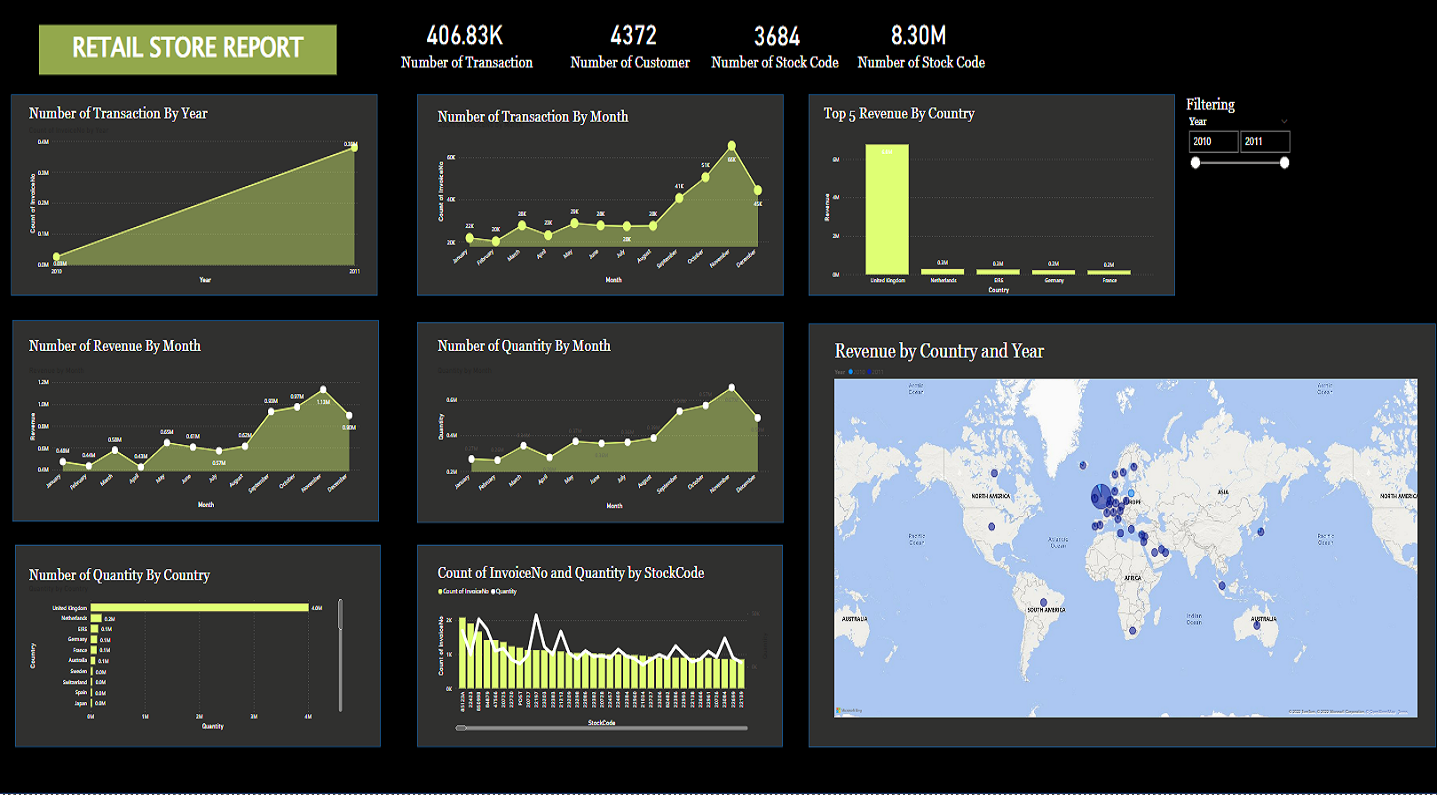 RETAIL STORE REPORT
406.83K
Number of Transaction
4372
Number of Customer
3684
Number of Stock Code
8.30M
Number of Stock Code
Filtering
Year
2010 2011
Number of Transaction By Year
0.4M
0.3M
0.2M
0.1M
0.0M
Count of InvoiceNo
2010 2011
Year
Number of Transaction By Month
60K
40K
20K
Count of InvoiceNo
22K 20K 28K 23K 29K 28K 28K 28K 41K 51K 66K 45K
January February March April May June July August September October November December
Month
Top 5 Revenue By Country
6M
4M
2M
0M
Revenue
0.3M 0.3M 0.2M 0.2M
United Kingdom Netherlands EIRE Germany France
Country
Number of Revenue By Month
1.2M
1.0M
0.8M
0.6M
0.4M
Revenue
0.48M 0.44M 0.58M 0.43M 0.65M 0.61M 0.57M 0.62M 0.93M 0.97M 1.13M 0.90M
January February March April May June July August September October November December
Month
Number of Quantity By Month
0.6M
0.4M
0.2M
Quantity
January February March April May June July August September October November December
Month
Revenue by Country and Year
Year 2010 2011
Arctic Ocean
Arctic Ocean
NORTH AMERICA
ASIA
NORTH AMERICA
Pacific Ocean
Atlantic Ocean
Pacific Ocean
AFRICA
SOUTH AMERICA
Indian Ocean
AUSTRALIA
AUSTRALIA
Number of Quantity By Country
United Kingdom 4.0M
Netherlands 0.2M
EIRE 0.1M
Germany 0.1M
France 0.1M
Australia 0.1M
Sweden 0.0M
Switzerland 0.0M
Spain 0.0M
Japan 0.0M
Country
0M 1M 2M 3M 4M
Quantity
Count of InvoiceNo and Quantity by StockCode
Count of InvoiceNo Quantity
2K
1K
0K
Count of InvoiceNo
StockCode